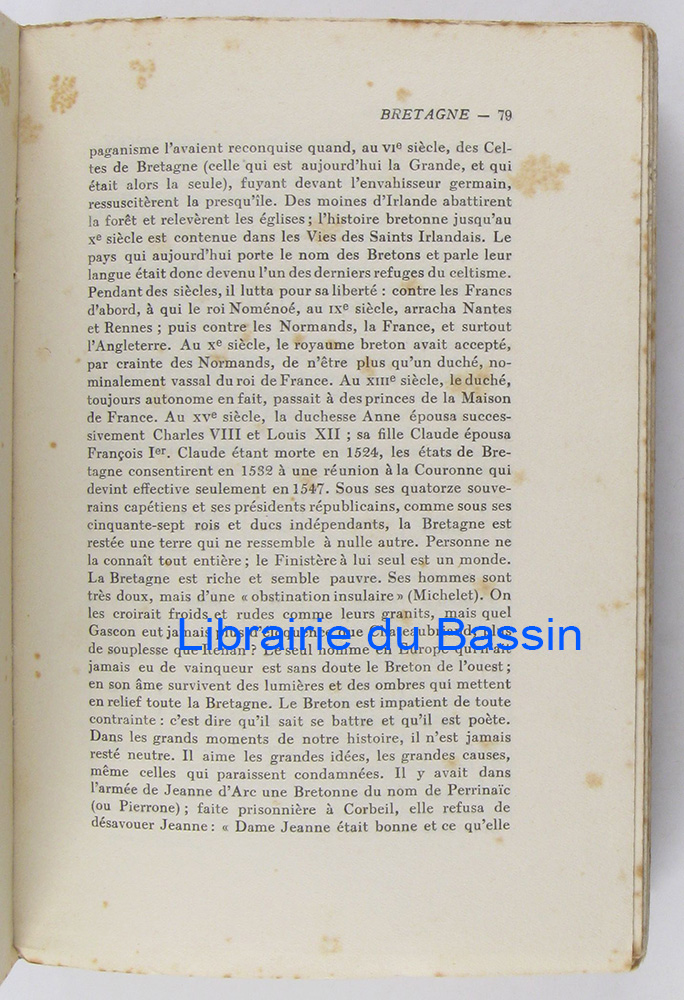 BRETAGNE — 79
paganisme l'avaient reconquise quand, au VIe siècle, des Cel-
tes de Bretagne (celle qui est aujourd'hui la Grande, et qui
était alors la seule), fuyant devant l'envahisseur germain,
ressuscitèrent la presqu'île. Des moines d'Irlande abattirent
la forêt et relevèrent les églises ; l'histoire bretonne jusqu'au
Xe siècle est contenue dans les Vies des Saints Irlandais. Le
pays qui aujourd'hui porte le nom des Bretons et parle leur
langue était donc devenu l'un des derniers refuges du celtisme.
Pendant des siècles, il lutta pour sa liberté : contre les Francs
d'abord, à qui le roi Noménoé, au IXe siècle, arracha Nantes
et Rennes ; puis contre les Normands, la France, et surtout
l'Angleterre. Au Xe siècle, le royaume breton avait accepté,
par crainte des Normands, de n'être plus qu'un duché, no-
minalement vassal du roi de France. Au XIIIe siècle, le duché,
toujours autonome en fait, passait à des princes de la Maison
de France. Au XVe siècle, la duchesse Anne épousa succes-
sivement Charles VIII et Louis XII ; sa fille Claude épousa
François Ier. Claude étant morte en 1524, les états de Bre-
tagne consentirent en 1532 à une réunion à la Couronne qui
devint effective seulement en 1547. Sous ses quatorze souve-
rains capétiens et ses présidents républicains, comme sous ses
cinquante-sept rois et ducs indépendants, la Bretagne est
restée une terre qui ne ressemble à nulle autre. Personne ne
la connaît tout entière ; le Finistère à lui seul est un monde.
La Bretagne est riche et semble pauvre. Ses hommes sont
très doux, mais d'une « obstination insulaire » (Michelet). On
les croirait froids et rudes comme leurs granits, mais quel
Gascon eut jamais plus d'éloquence que Chateaubriand, plus
de souplesse que Renan ? Le seul homme en Europe qui n'ait
Librairie du Bassin
jamais eu de vainqueur est sans doute le Breton de l'ouest ;
en son âme survivent des lumières et des ombres qui mettent
en relief toute la Bretagne. Le Breton est impatient de toute
contrainte : c'est dire qu'il sait se battre et qu'il est poète.
Dans les grands moments de notre histoire, il n'est jamais
resté neutre. Il aime les grandes idées, les grandes causes,
même celles qui paraissent condamnées. Il y avait dans
l'armée de Jeanne d'Arc une Bretonne du nom de Perrinaïc
(ou Pierrone) ; faite prisonnière à Corbeil, elle refusa de
désavouer Jeanne : « Dame Jeanne était bonne et ce qu'elle